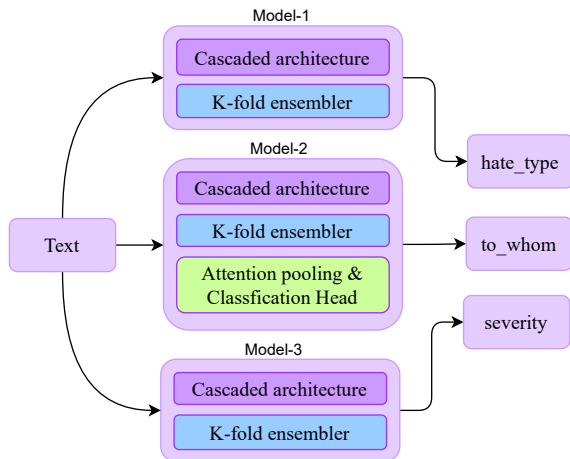 Model-1
Cascaded architecture
K-fold ensembler
hate_type
Model-2
Cascaded architecture
K-fold ensembler
Attention pooling &
Classfication Head
Text
to_whom
severity
Model-3
Cascaded architecture
K-fold ensembler